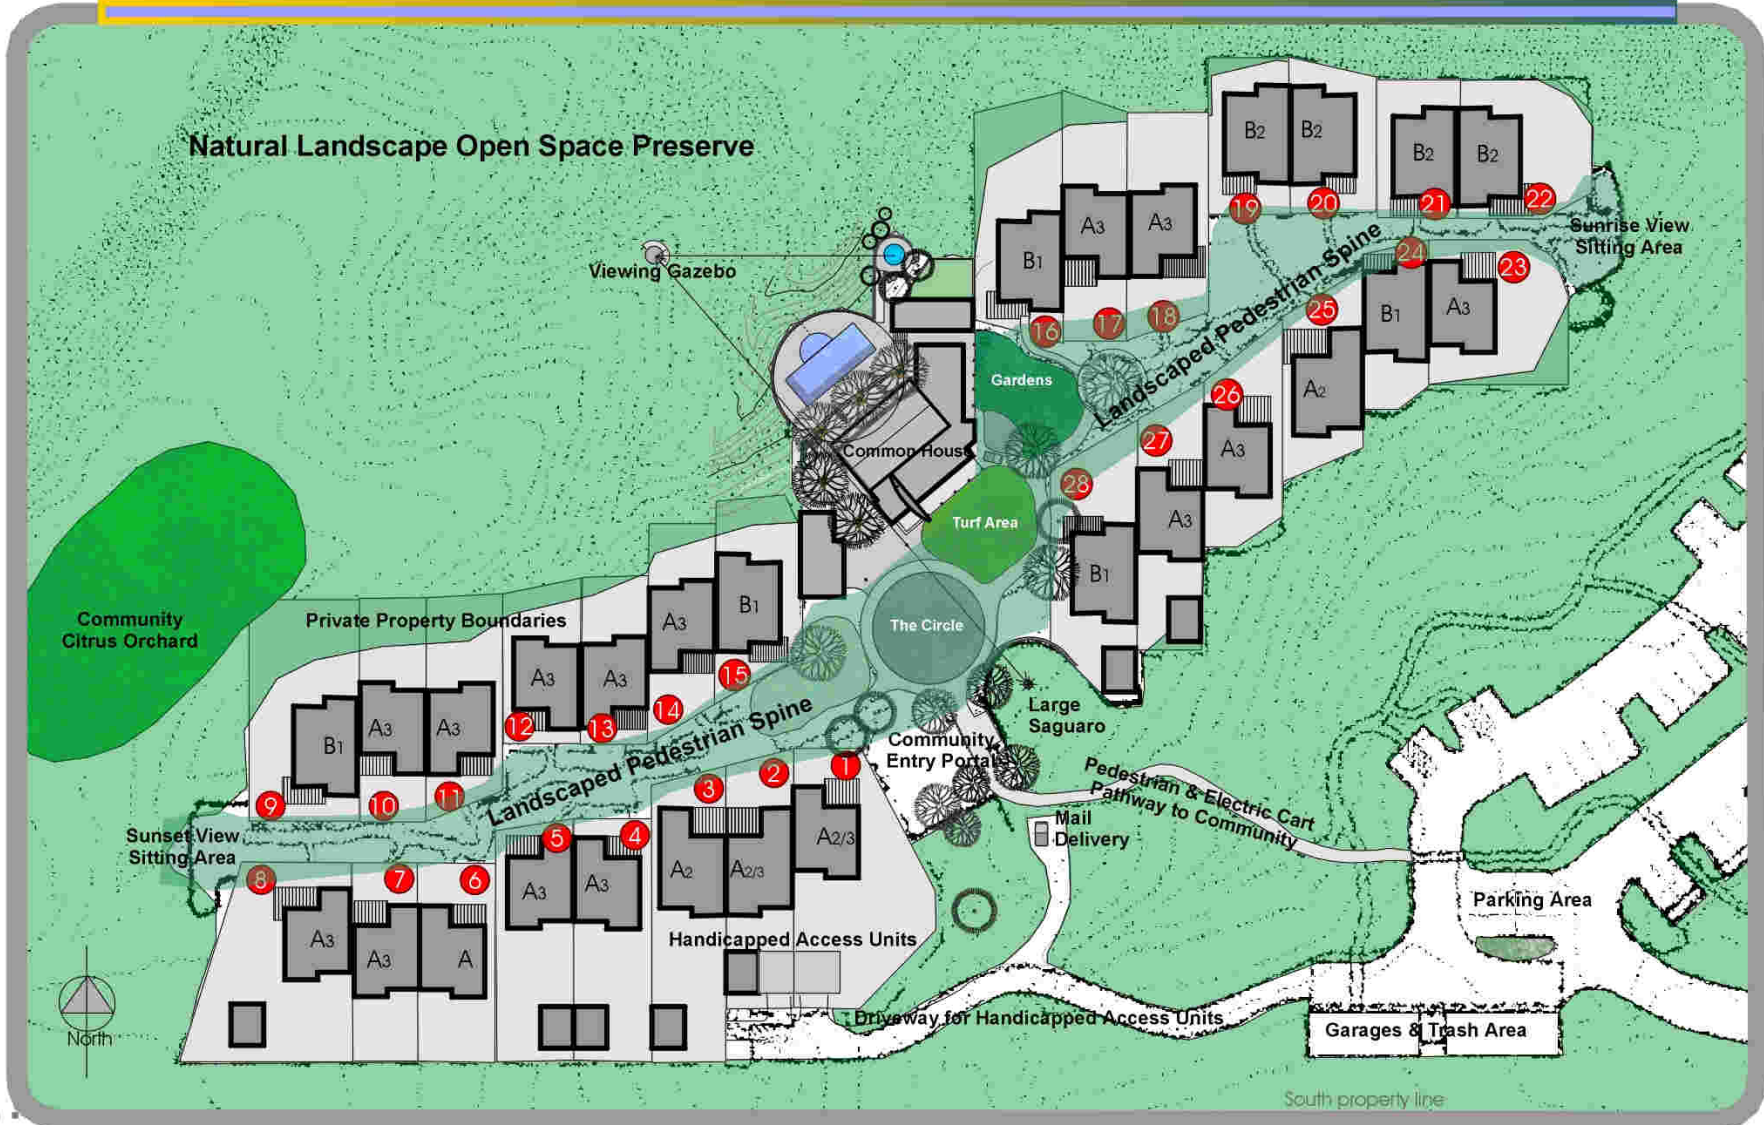 Natural Landscape Open Space Preserve
B2
B2
B2
B2
19
20
21
22
Sunrise View
Sitting Area
A3
A3
B1
24
23
Viewing Gazebo
16
17
18
25
B1
A3
Landscaped Pedestrian Spine
Gardens
A2
26
27
Common House
A3
28
Turf Area
A3
B1
Community
Citrus Orchard
Private Property Boundaries
A3
B1
The Circle
A3
A3
15
14
12
13
Large
Saguaro
B1
A3
A3
Landscaped Pedestrian Spine
Community
Entry Portal
1
2
3
9
10
11
Pedestrian & Electric Cart
Pathway to Community
Sunset View
Sitting Area
5
4
A2/3
Mail
Delivery
8
7
6
A3
A3
A2
A2/3
Parking Area
A3
A3
A
Handicapped Access Units
Driveway for Handicapped Access Units
Garages & Trash Area
North
South property line